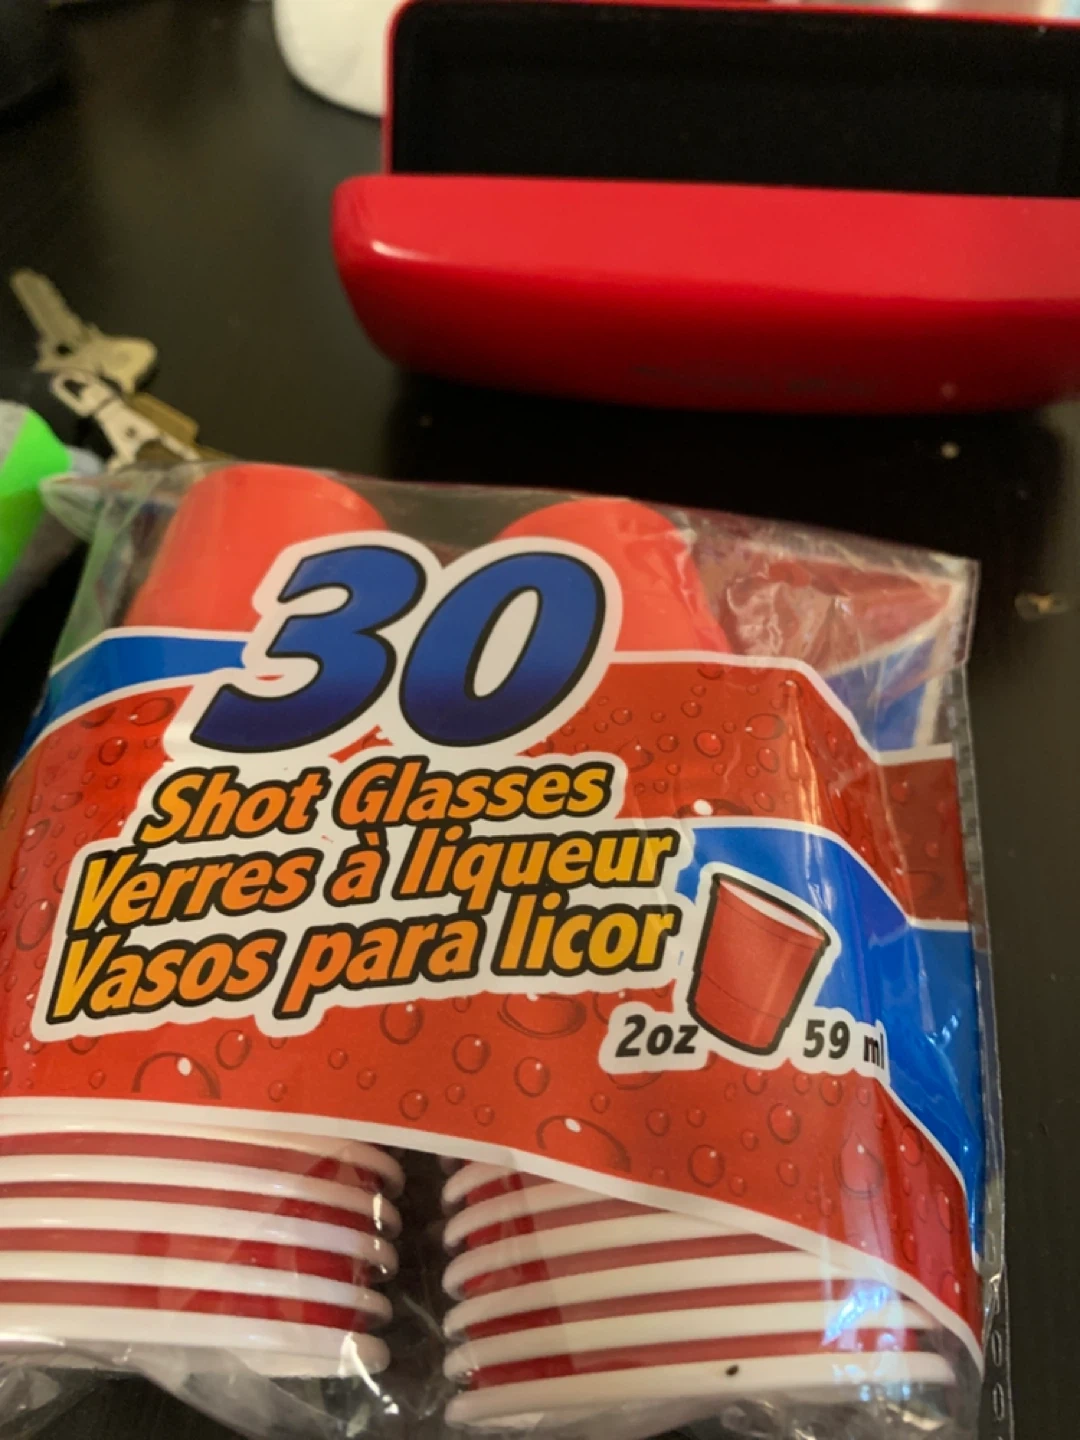 30
Shot Glasses
Verres à liqueur
Vasos para licor
2oz 59 ml